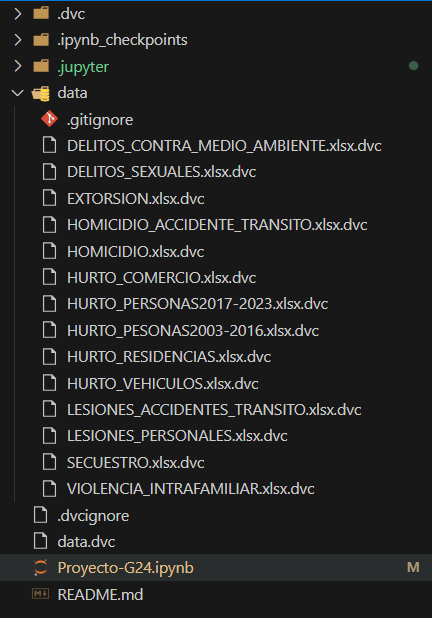 .dvc
.ipynb_checkpoints
.jupyter
data
.gitignore
DELITOS_CONTRA_MEDIO_AMBIENTE.xlsx.dvc
DELITOS_SEXUALES.xlsx.dvc
EXTORSION.xlsx.dvc
HOMICIDIO_ACCIDENTE_TRANSITO.xlsx.dvc
HOMICIDIO.xlsx.dvc
HURTO_COMERCIO.xlsx.dvc
HURTO_PERSONAS2017-2023.xlsx.dvc
HURTO_PESONAS2003-2016.xlsx.dvc
HURTO_RESIDENCIAS.xlsx.dvc
HURTO_VEHICULOS.xlsx.dvc
LESIONES_ACCIDENTES_TRANSITO.xlsx.dvc
LESIONES_PERSONALES.xlsx.dvc
SECUESTRO.xlsx.dvc
VIOLENCIA_INTRAFAMILIAR.xlsx.dvc
.dvcignore
data.dvc
Proyecto-G24.ipynb M
README.md